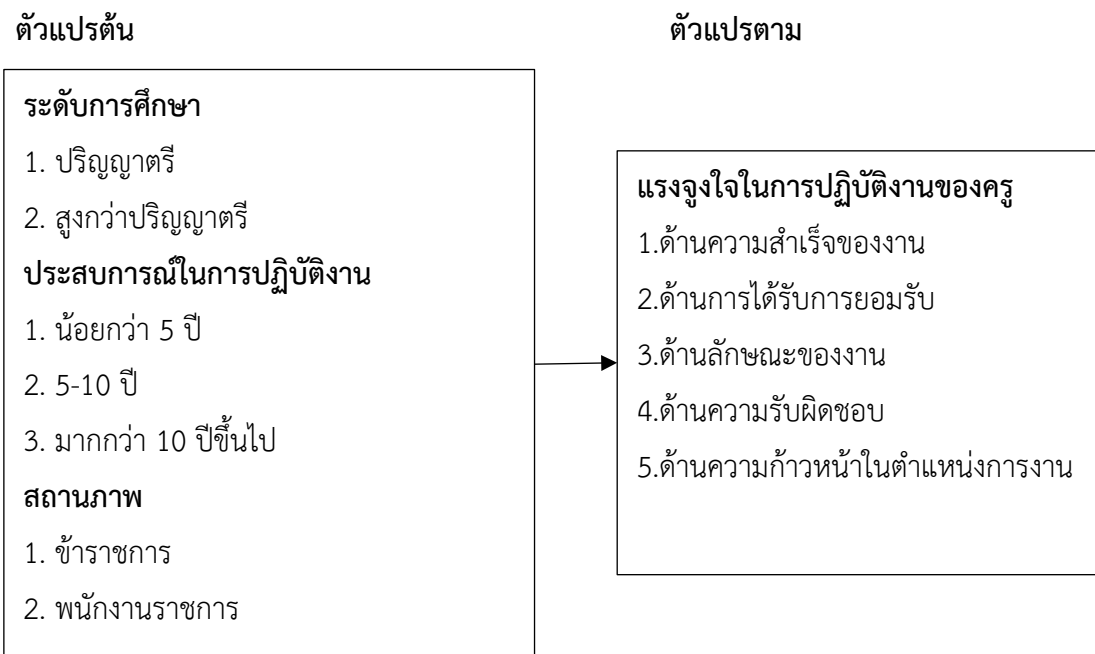 ตัวแปรต้น
ตัวแปรตาม
ระดับการศึกษา
1. ปริญญาตรี
2. สูงกว่าปริญญาตรี
ประสบการณ์ในการปฏิบัติงาน
1. น้อยกว่า 5 ปี
2. 5-10 ปี
3. มากกว่า 10 ปีขึ้นไป
สถานภาพ
1. ข้าราชการ
2. พนักงานราชการ
แรงจูงใจในการปฏิบัติงานของครู
1.ด้านความสำเร็จของงาน
2.ด้านการได้รับการยอมรับ
3.ด้านลักษณะของงาน
4.ด้านความรับผิดชอบ
5.ด้านความก้าวหน้าในตำแหน่งการงาน